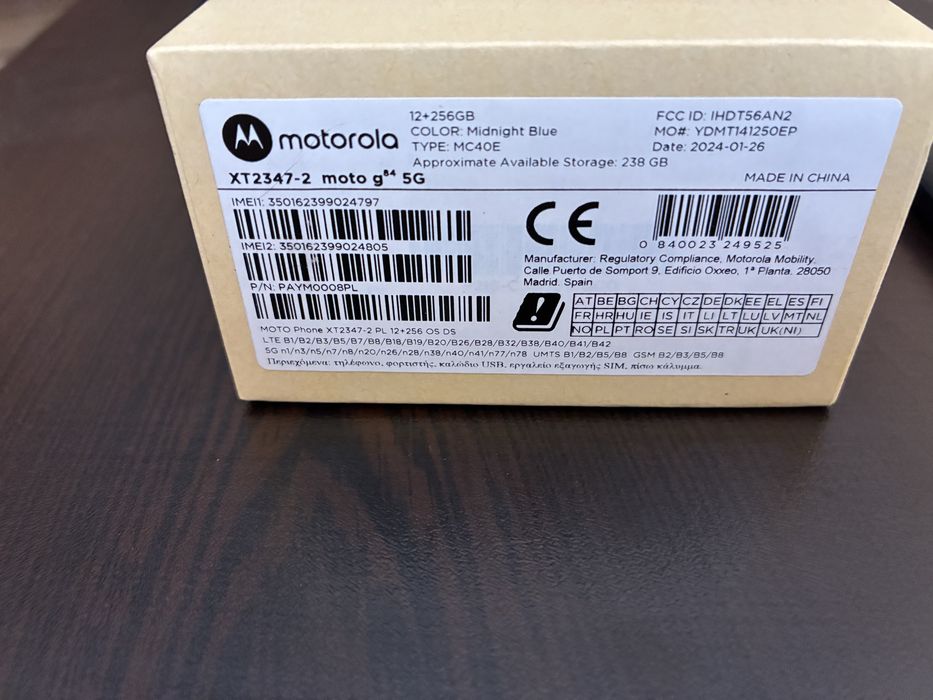 motorola
12+256GB
COLOR: Midnight Blue
TYPE: MC40E
Approximate Available Storage: 238 GB
FCC ID: IHDT56AN2
MO#: YDMT141250EP
Date: 2024-01-26
XT2347-2 moto g⁸⁴ 5G
MADE IN CHINA
IMEI1: 350162399024797
IMEI2: 350162399024805
P/N: PAYM0008PL
MOTO Phone XT2347-2 PL 12+256 OS DS
CE
0 840023 249525
Manufacturer: Regulatory Compliance, Motorola Mobility.
Calle Puerto de Somport 9, Edificio Oxxeo, 1ª Planta. 28050
Madrid. Spain
AT BE BG CH CY CZ DE DK EE EL ES FI
FR HR HU IE IS IT LI LT LU LV MT NL
NO PL PT RO SE SI SK TR UK UK(NI)
LTE B1/B2/B3/B5/B7/B8/B18/B19/B20/B26/B28/B32/B38/B40/B41/B42
5G n1/n3/n5/n7/n8/n20/n26/n28/n38/n40/n41/n77/n78 UMTS B1/B2/B5/B8 GSM B2/B3/B5/B8
Περιεχόμενα: τηλέφωνο, φορτιστής, καλώδιο USB, εργαλείο εξαγωγής SIM, πίσω κάλυμμα.